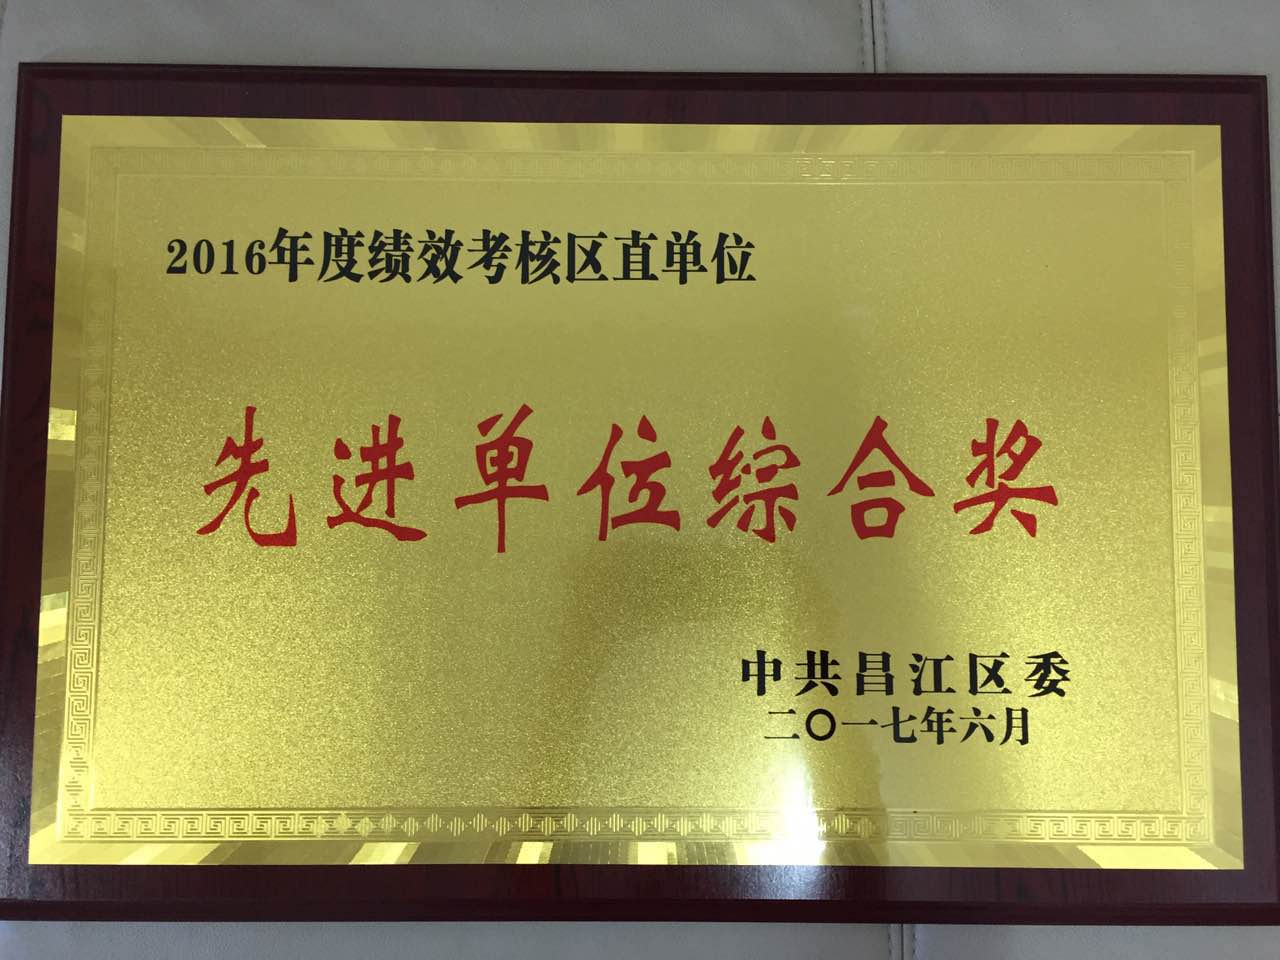 2016年度绩效考核区直单位
先进单位综合奖
中共昌江区委
二〇一七年六月